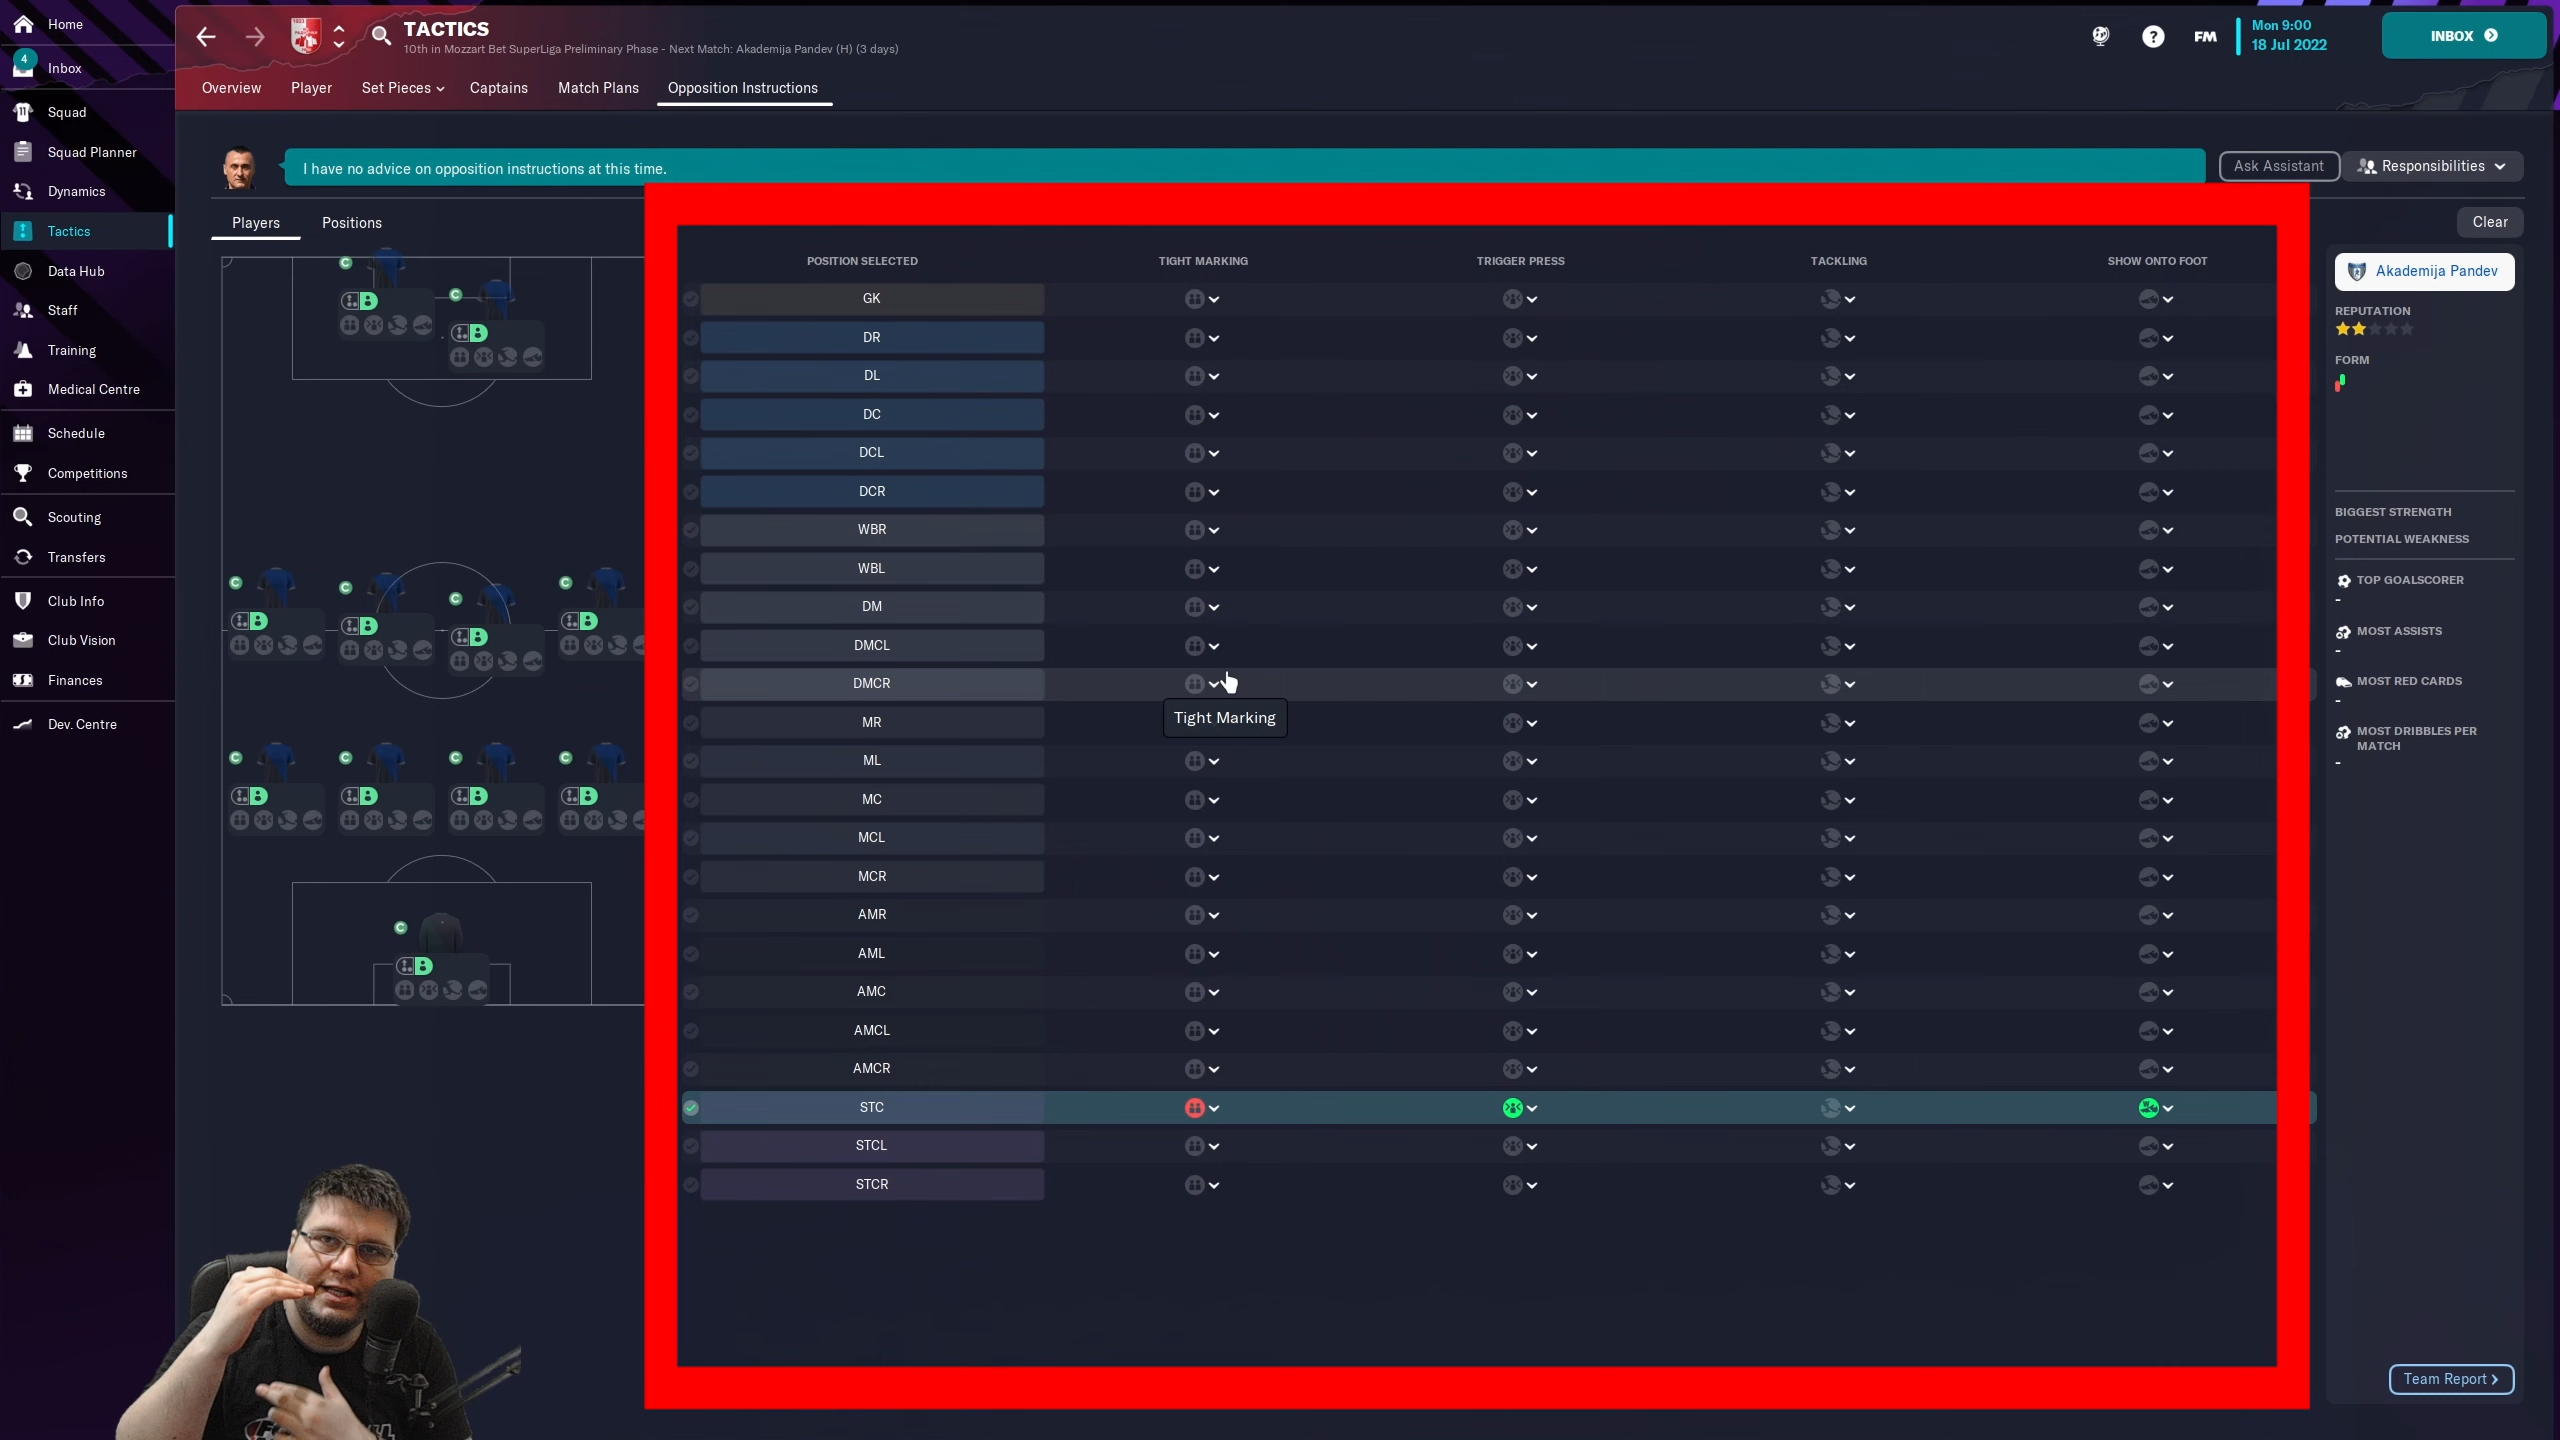 Home
4
Inbox
Squad
Squad Planner
Dynamics
Tactics
Data Hub
Staff
Training
Medical Centre
Schedule
Competitions
Scouting
Transfers
Club Info
Club Vision
Finances
Dev. Centre
TACTICS
10th in Mozzart Bet SuperLiga Preliminary Phase - Next Match: Akademija Pandev (H) (3 days)
FM
Mon 9:00
18 Jul 2022
INBOX
Overview
Player
Set Pieces
Captains
Match Plans
Opposition Instructions
I have no advice on opposition instructions at this time.
Ask Assistant
Responsibilities
Players
Positions
Clear
POSITION SELECTED
TIGHT MARKING
TRIGGER PRESS
TACKLING
SHOW ONTO FOOT
GK
DR
DL
DC
DCL
DCR
WBR
WBL
DM
DMCL
DMCR
Tight Marking
MR
ML
MC
MCL
MCR
AMR
AML
AMC
AMCL
AMCR
STC
STCL
STCR
Akademija Pandev
REPUTATION
FORM
BIGGEST STRENGTH
POTENTIAL WEAKNESS
TOP GOALSCORER
-
MOST ASSISTS
-
MOST RED CARDS
-
MOST DRIBBLES PER
MATCH
-
Team Report